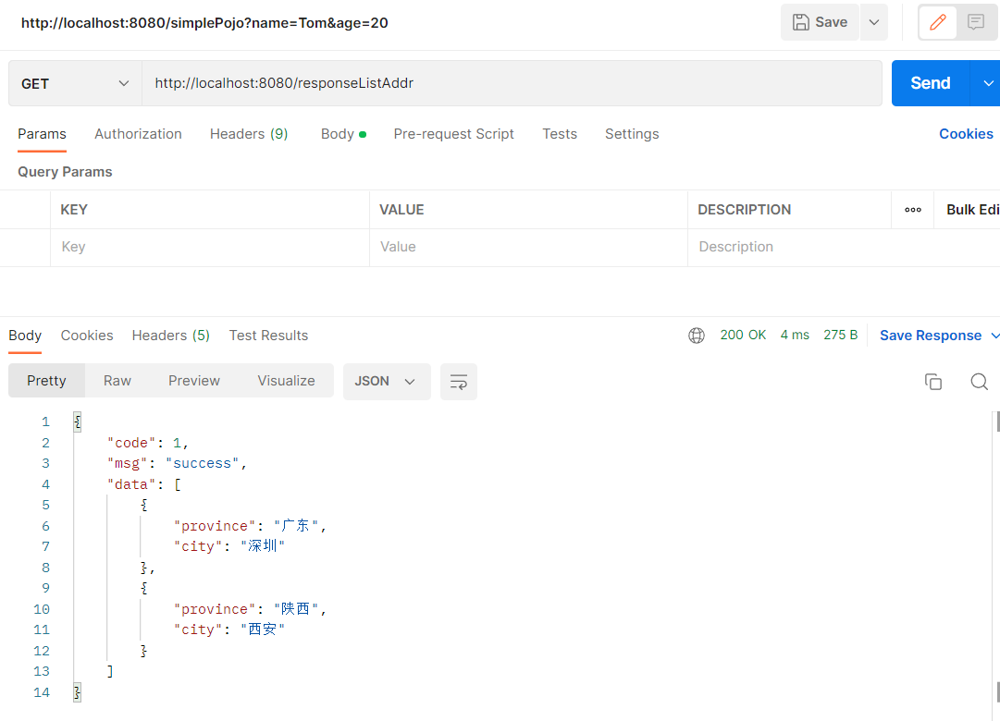 http://localhost:8080/simplePojo?name=Tom&age=20 Save
GET http://localhost:8080/responseListAddr Send
Params Authorization Headers (9) Body Pre-request Script Tests Settings Cookies
Query Params
KEY VALUE DESCRIPTION ooo Bulk Edi
Key Value Description
Body Cookies Headers (5) Test Results 200 OK 4 ms 275 B Save Response
Pretty Raw Preview Visualize JSON
1 {
2 "code": 1,
3 "msg": "success",
4 "data": [
5 {
6 "province": "广东",
7 "city": "深圳"
8 },
9 {
10 "province": "陕西",
11 "city": "西安"
12 }
13 ]
14 }